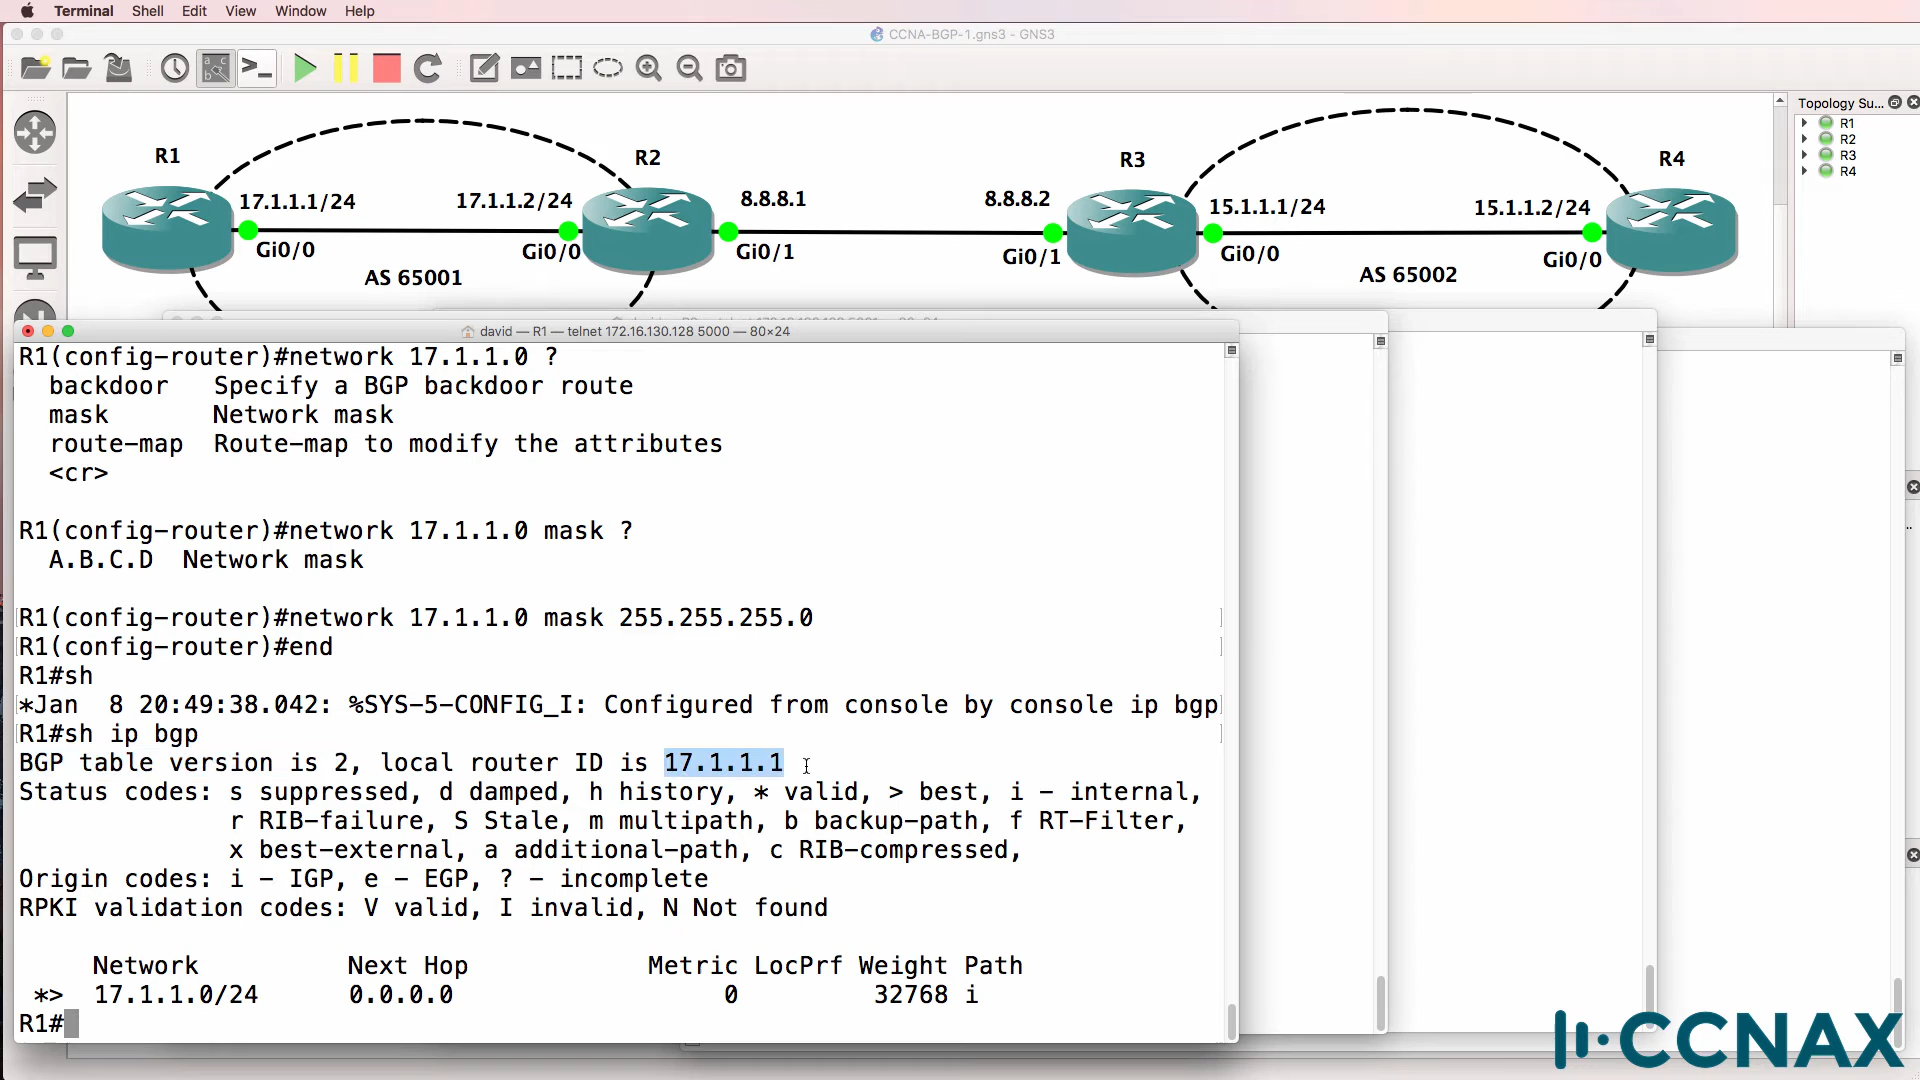 Terminal Shell Edit View Window Help
CCNA-BGP-1.gns3 - GNS3
Topology Su...
R1
R2
R3
R4
R1
R2
R3
R4
17.1.1.1/24
17.1.1.2/24
8.8.8.1
8.8.8.2
15.1.1.1/24
15.1.1.2/24
Gi0/0
Gi0/0
Gi0/1
Gi0/1
Gi0/0
Gi0/0
AS 65001
AS 65002
david — R1 — telnet 172.16.130.128 5000 — 80×24
R1(config-router)#network 17.1.1.0 ?
backdoor Specify a BGP backdoor route
mask Network mask
route-map Route-map to modify the attributes
<cr>
R1(config-router)#network 17.1.1.0 mask ?
A.B.C.D Network mask
R1(config-router)#network 17.1.1.0 mask 255.255.255.0
R1(config-router)#end
R1#sh
*Jan 8 20:49:38.042: %SYS-5-CONFIG_I: Configured from console by console ip bgp
R1#sh ip bgp
BGP table version is 2, local router ID is 17.1.1.1
Status codes: s suppressed, d damped, h history, * valid, > best, i - internal,
r RIB-failure, S Stale, m multipath, b backup-path, f RT-Filter,
x best-external, a additional-path, c RIB-compressed,
Origin codes: i - IGP, e - EGP, ? - incomplete
RPKI validation codes: V valid, I invalid, N Not found
Network Next Hop Metric LocPrf Weight Path
*> 17.1.1.0/24 0.0.0.0 0 32768 i
R1#
CCNAX